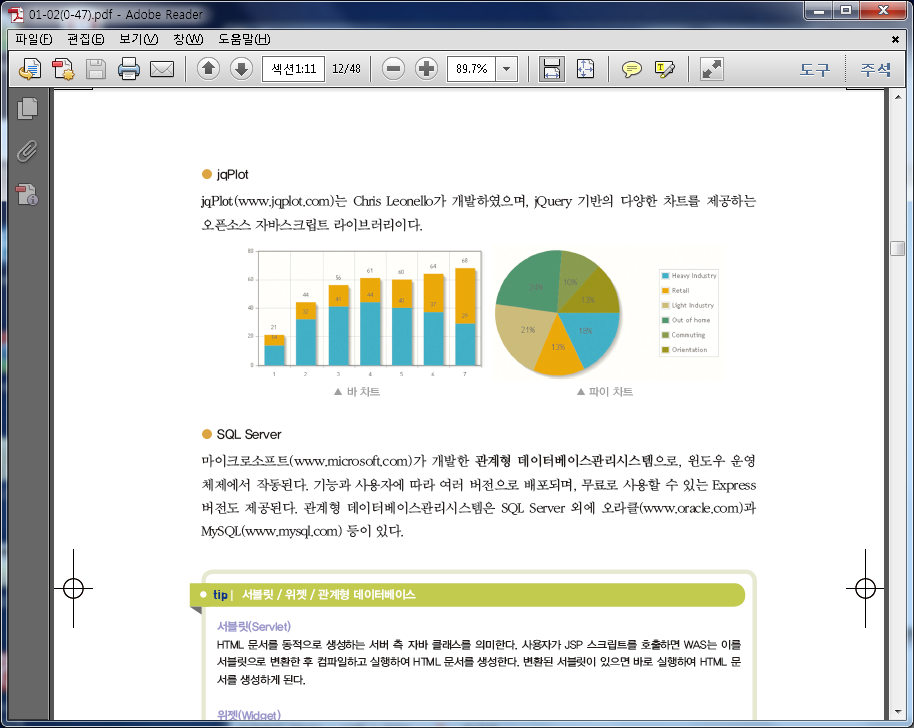 01-02(0-47).pdf - Adobe Reader
파일(F) 편집(E) 보기(V) 창(W) 도움말(H)
섹션1:11 12/48 89.7% 도구 주석
jqPlot
jqPlot(www.jqplot.com)는 Chris Leonello가 개발하였으며, jQuery 기반의 다양한 차트를 제공하는
오픈소스 자바스크립트 라이브러리이다.
80
60
40
20
0
21 44 56 61 60 64 68
14 32 41 44 40 37 29
1 2 3 4 5 6 7
10%
13%
21% 16%
13%
Heavy Industry
Retail
Light Industry
Out of home
Commuting
Orientation
▲ 바 차트 ▲ 파이 차트
SQL Server
마이크로소프트(www.microsoft.com)가 개발한 관계형 데이터베이스관리시스템으로, 윈도우 운영
체제에서 작동된다. 기능과 사용자에 따라 여러 버전으로 배포되며, 무료로 사용할 수 있는 Express
버전도 제공된다. 관계형 데이터베이스관리시스템은 SQL Server 외에 오라클(www.oracle.com)과
MySQL(www.mysql.com) 등이 있다.
tip | 서블릿 / 위젯 / 관계형 데이터베이스
서블릿(Servlet)
HTML 문서를 동적으로 생성하는 서버 측 자바 클래스를 의미한다. 사용자가 JSP 스크립트를 호출하면 WAS는 이를
서블릿으로 변환한 후 컴파일하고 실행하여 HTML 문서를 생성한다. 변환된 서블릿이 있으면 바로 실행하여 HTML 문
서를 생성하게 된다.
위젯(Widget)